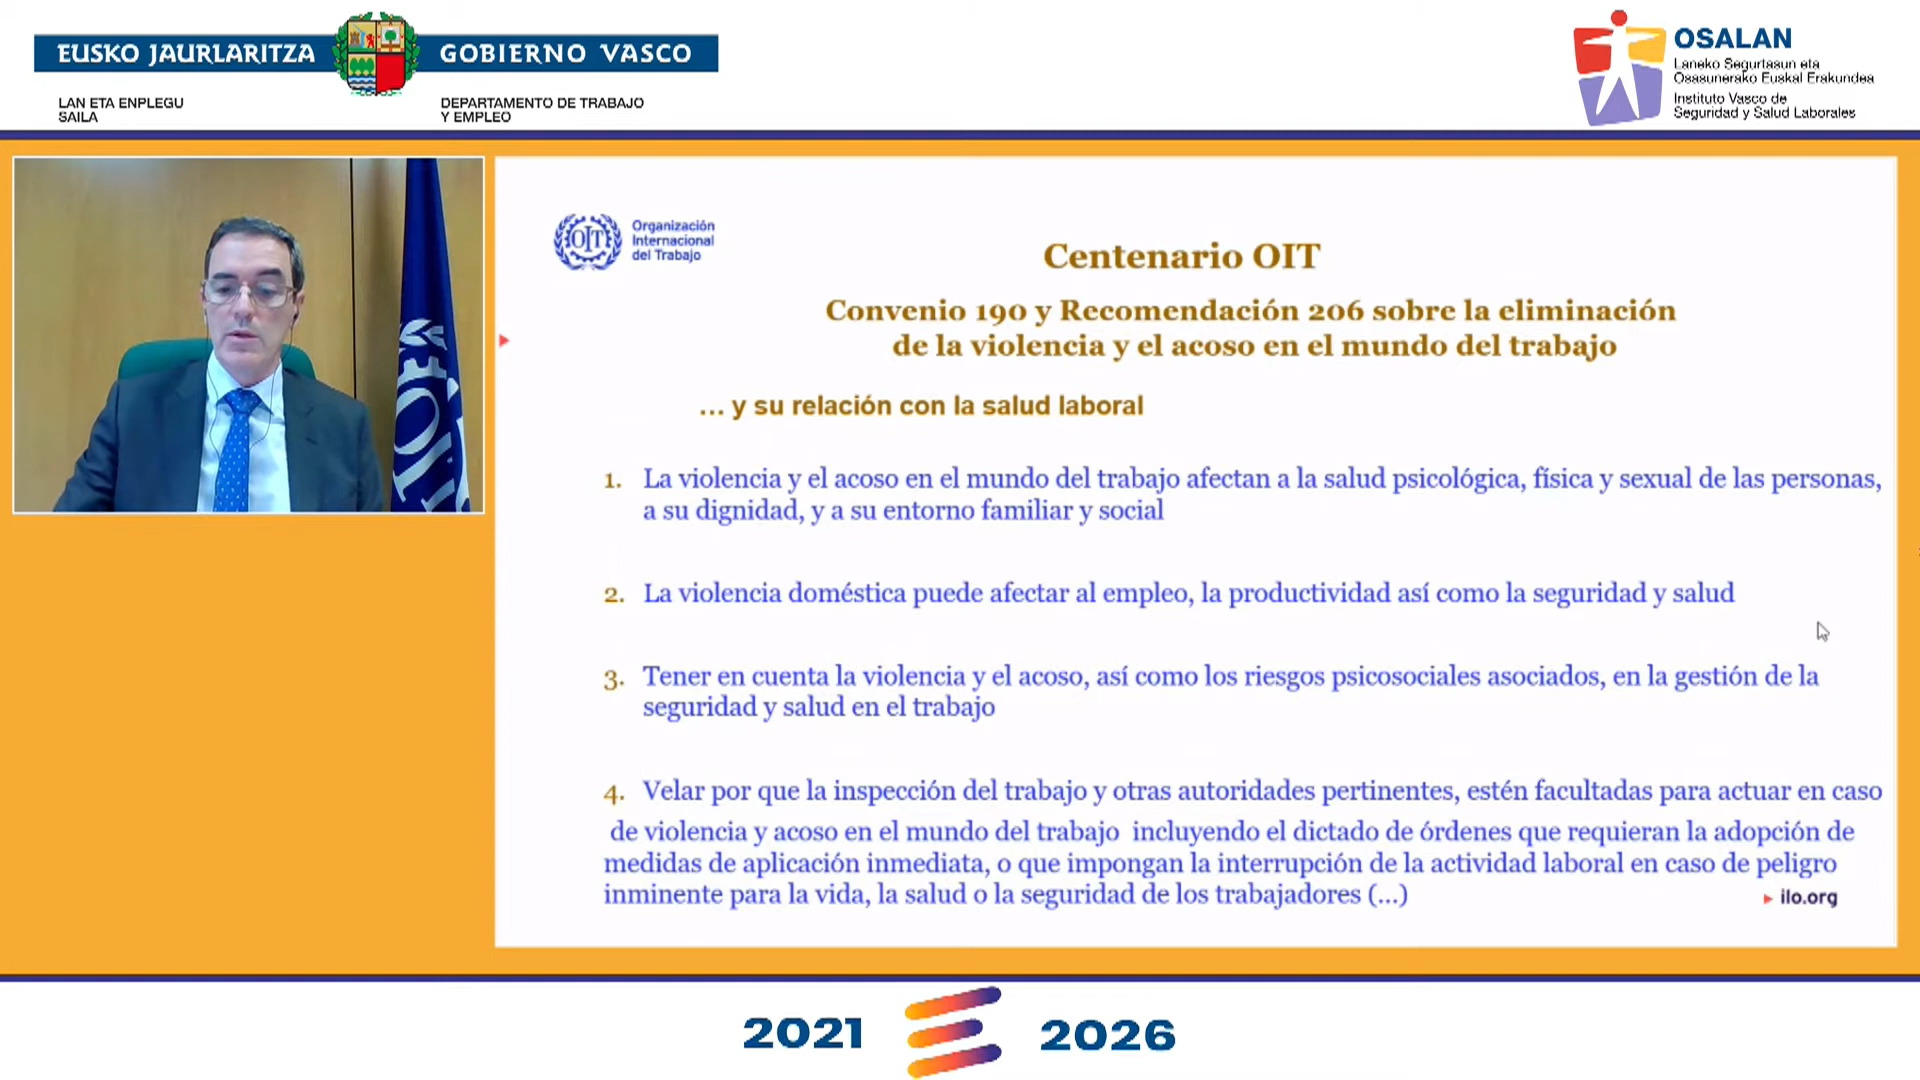 EUSKO JAURLARITZA
GOBIERNO VASCO
LAN ETA ENPLEGU
SAILA
DEPARTAMENTO DE TRABAJO
Y EMPLEO
OSALAN
Laneko Segurtasun eta
Osasunerako Euskal Erakundea
Instituto Vasco de
Seguridad y Salud Laborales
OIT
Organización
Internacional
del Trabajo
OIT
Centenario OIT
Convenio 190 y Recomendación 206 sobre la eliminación
de la violencia y el acoso en el mundo del trabajo
... y su relación con la salud laboral
1. La violencia y el acoso en el mundo del trabajo afectan a la salud psicológica, física y sexual de las personas,
a su dignidad, y a su entorno familiar y social
2. La violencia doméstica puede afectar al empleo, la productividad así como la seguridad y salud
3. Tener en cuenta la violencia y el acoso, así como los riesgos psicosociales asociados, en la gestión de la
seguridad y salud en el trabajo
4. Velar por que la inspección del trabajo y otras autoridades pertinentes, estén facultadas para actuar en caso
de violencia y acoso en el mundo del trabajo incluyendo el dictado de órdenes que requieran la adopción de
medidas de aplicación inmediata, o que impongan la interrupción de la actividad laboral en caso de peligro
inminente para la vida, la salud o la seguridad de los trabajadores (...)
ilo.org
2021 2026